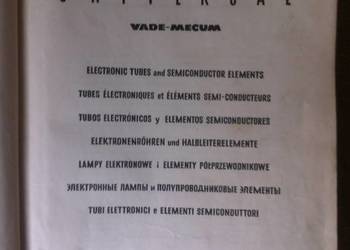 VADE-MECUM
ELECTRONIC TUBES and SEMICONDUCTOR ELEMENTS
TUBES ÉLECTRONIQUES et ÉLÉMENTS SEMI-CONDUCTEURS
TUBOS ELECTRÓNICOS y ELEMENTOS SEMICONDUCTORES
ELEKTRONENRÖHREN und HALBLEITERELEMENTE
LAMPY ELEKTRONOWE i ELEMENTY PÓŁPRZEWODNIKOWE
ЭЛЕКТРОННЫЕ ЛАМПЫ и ПОЛУПРОВОДНИКОВЫЕ ЭЛЕМЕНТЫ
TUBI ELETTRONICI e ELEMENTI SEMICONDUTTORI